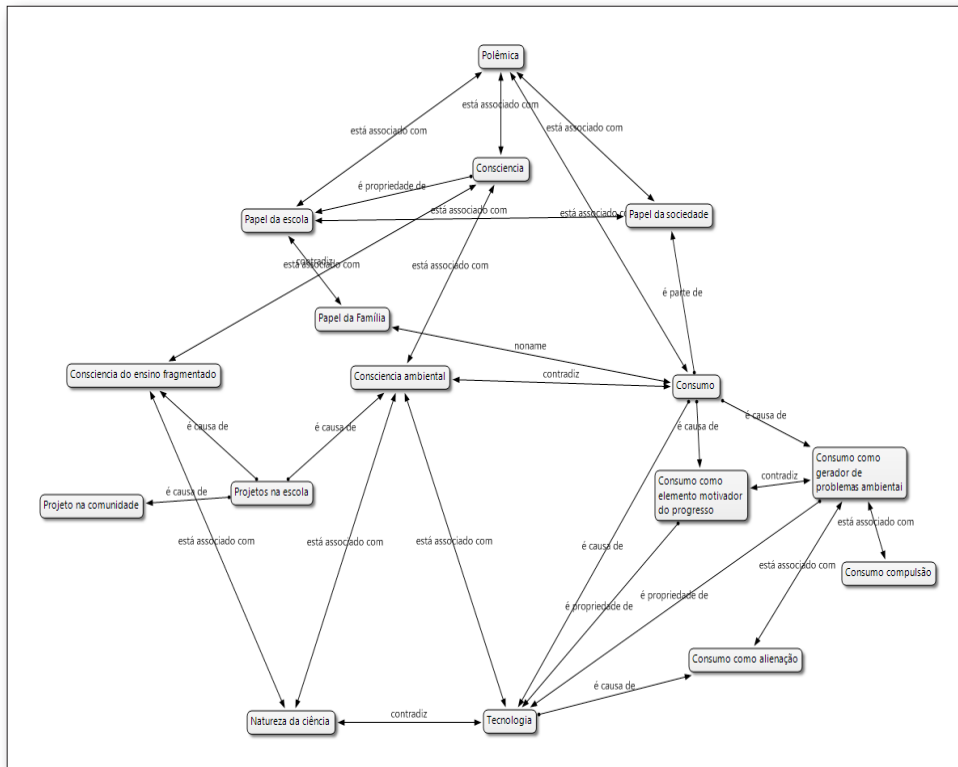 Polêmica
está associado com
está associado com
está associado com
Consciencia
é propriedade de
Papel da escola
está associado com
está associado co
Papel da sociedade
contradiz
está associado com
está associado com
é parte de
Papel da Família
noname
Consciencia do ensino fragmentado
Consciencia ambiental
contradiz
Consumo
é causa de
é causa de
é causa de
é causa de
Consumo como
gerador de
problemas ambientai
Consumo como
elemento motivador
do progresso
contradiz
Projetos na escola
é causa de
Projeto na comunidade
está associado com
está associado com
está associado com
está associado com
é causa de
está associado com
Consumo compulsão
é propriedade de
é propriedade de
Consumo como alienação
é causa de
Natureza da ciência
contradiz
Tecnologia